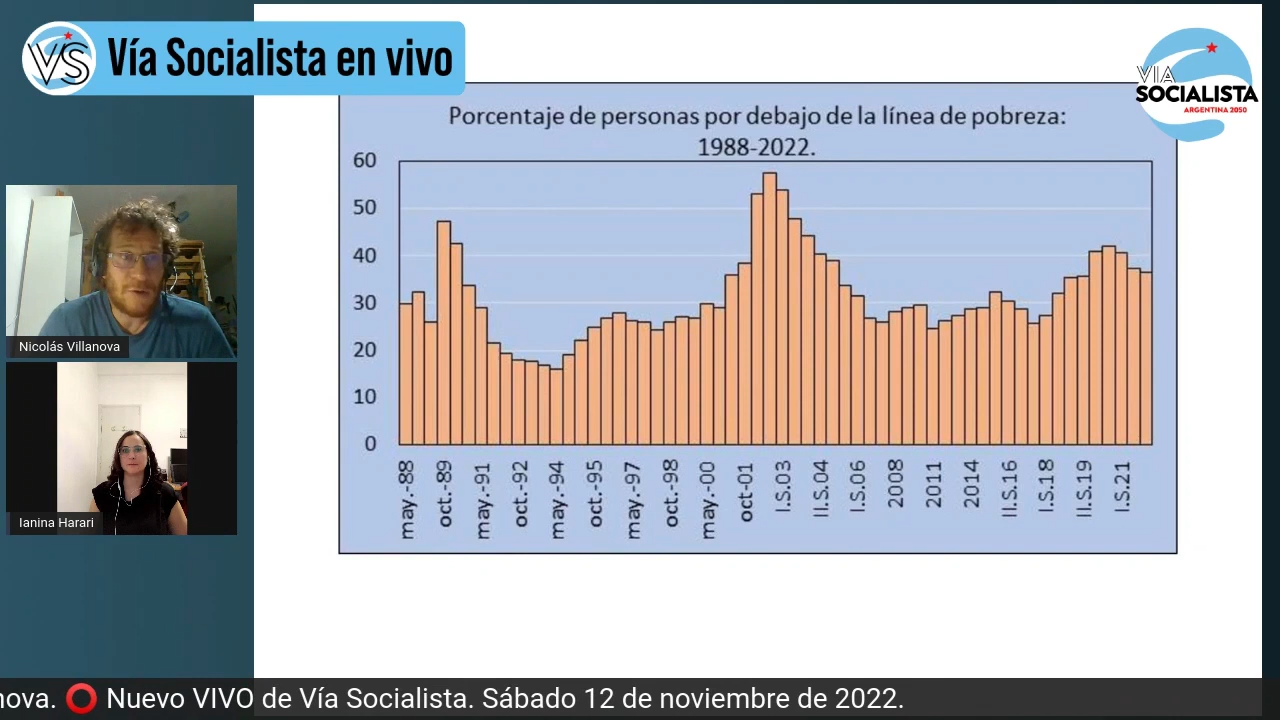 VS
Vía Socialista en vivo
VIA
SOCIALISTA
ARGENTINA 2050
Porcentaje de personas por debajo de la línea de pobreza:
1988-2022.
60
50
40
30
20
10
0
may.-88
oct.-89
may.-91
oct.-92
may.-94
oct.-95
may.-97
oct.-98
may.-00
oct-01
I.S.03
II.S.04
I.S.06
2008
2011
2014
II.S.16
I.S.18
II.S.19
I.S.21
Nicolás Villanova
Ianina Harari
nova. ⭕ Nuevo VIVO de Vía Socialista. Sábado 12 de noviembre de 2022.